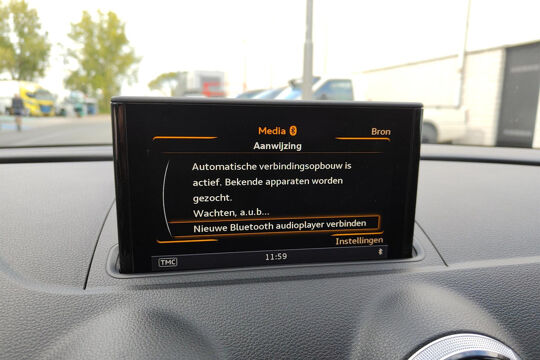 Media
Bron
Aanwijzing
Automatische verbindingsopbouw is
actief. Bekende apparaten worden
gezocht.
Wachten, a.u.b...
Nieuwe Bluetooth audioplayer verbinden
Instellingen
TMC
11:59